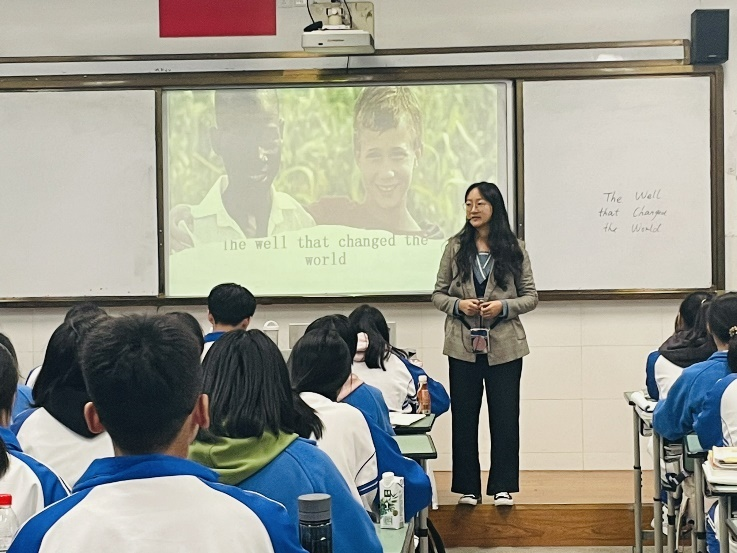 The well that changed the
world
The Well
that Changed
the World